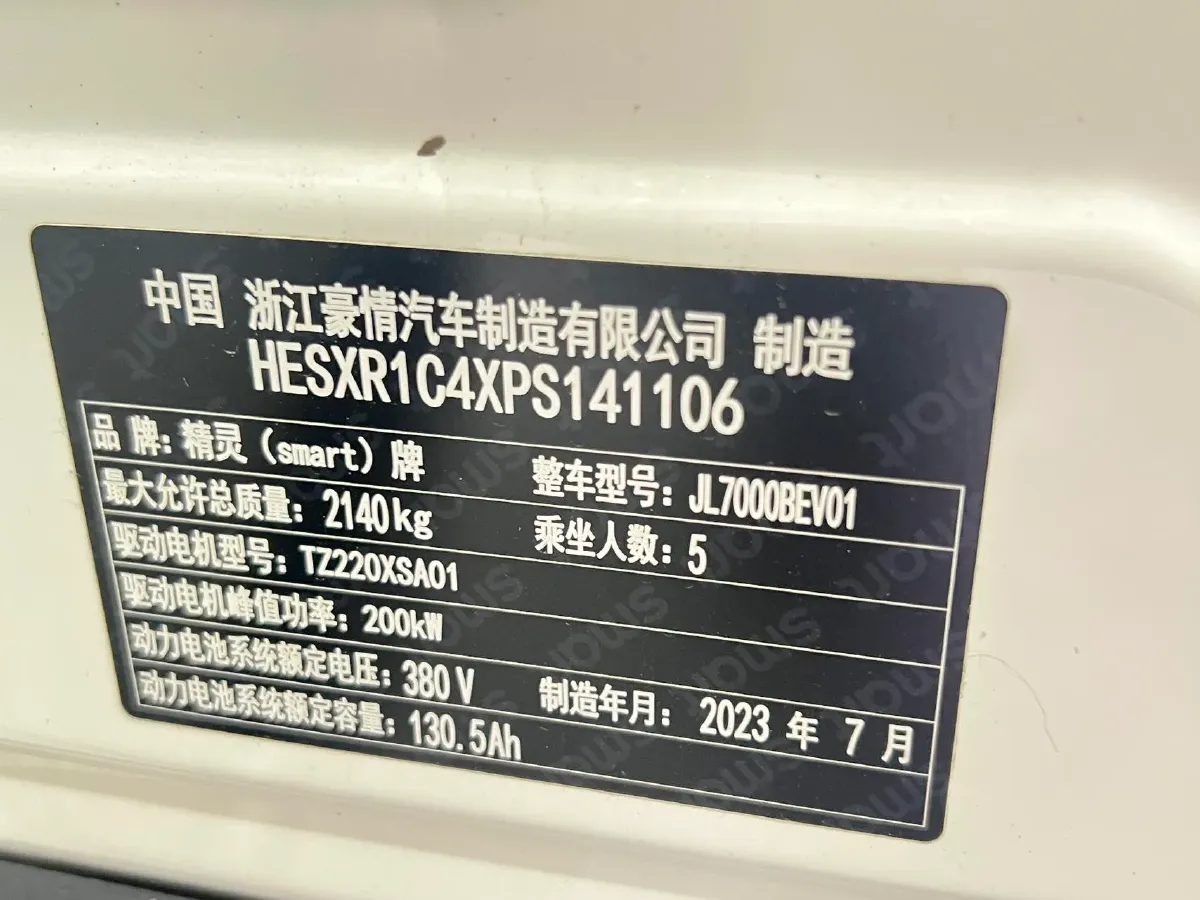 中国 浙江豪情汽车制造有限公司 制造
HESXR1C4XPS141106
品 牌: 精灵（smart）牌 整车型号: JL7000BEV01
最大允许总质量: 2140kg 乘坐人数: 5
驱动电机型号: TZ220XSA01
驱动电机峰值功率: 200kW
动力电池系统额定电压: 380V 制造年月: 2023 年 7 月
动力电池系统额定容量: 130.5Ah